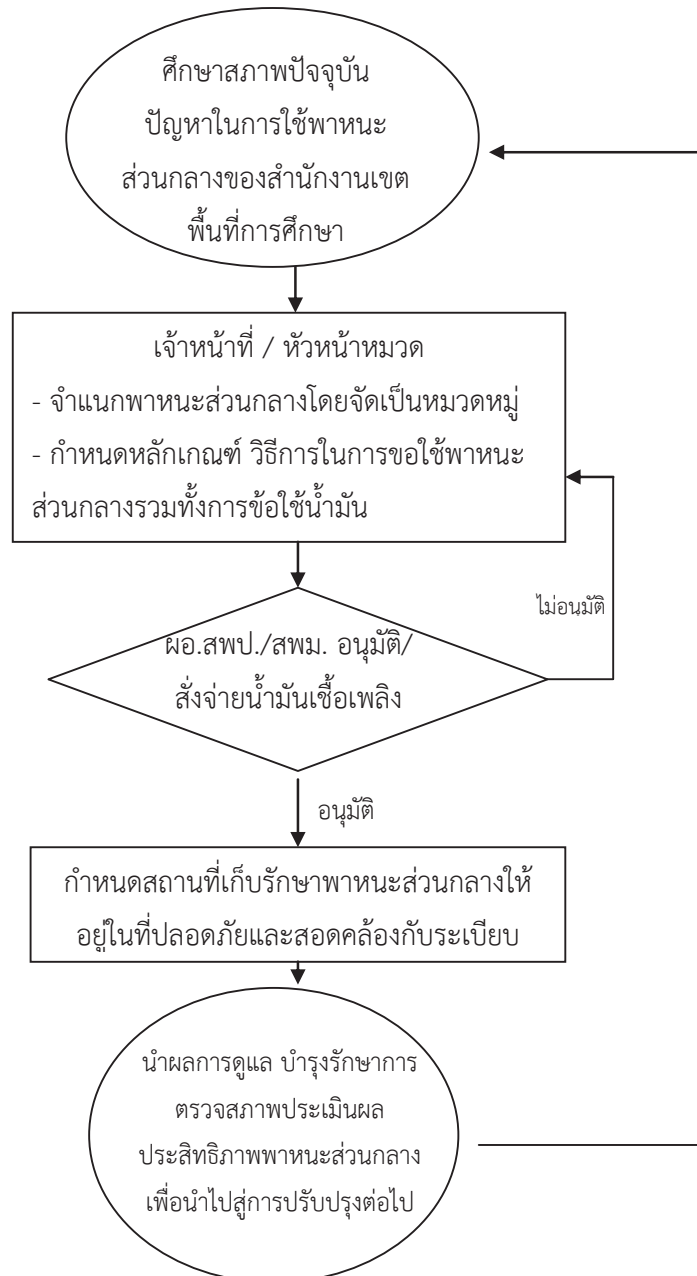 ศึกษาสภาพปัจจุบัน
ปัญหาในการใช้พาหนะ
ส่วนกลางของสำนักงานเขต
พื้นที่การศึกษา
เจ้าหน้าที่ / หัวหน้าหมวด
- จำแนกพาหนะส่วนกลางโดยจัดเป็นหมวดหมู่
- กำหนดหลักเกณฑ์ วิธีการในการขอใช้พาหนะ
ส่วนกลางรวมทั้งการข้อใช้น้ำมัน
ไม่อนุมัติ
ผอ.สพป./สพม. อนุมัติ/
สั่งจ่ายน้ำมันเชื้อเพลิง
อนุมัติ
กำหนดสถานที่เก็บรักษาพาหนะส่วนกลางให้
อยู่ในที่ปลอดภัยและสอดคล้องกับระเบียบ
นำผลการดูแล บำรุงรักษาการ
ตรวจสภาพประเมินผล
ประสิทธิภาพพาหนะส่วนกลาง
เพื่อนำไปสู่การปรับปรุงต่อไป